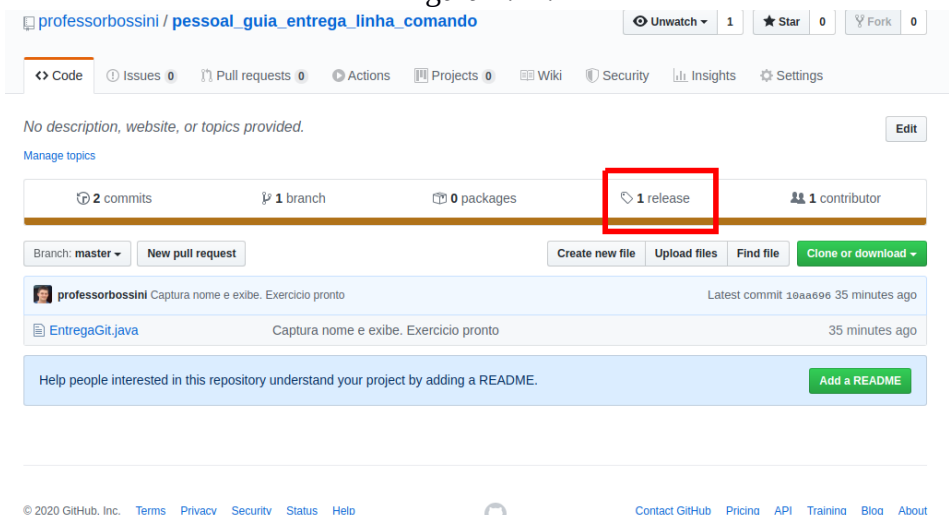 professorbossini / pessoal_guia_entrega_linha_comando Unwatch 1 Star 0 Fork 0
Code Issues 0 Pull requests 0 Actions Projects 0 Wiki Security Insights Settings
No description, website, or topics provided. Edit
Manage topics
2 commits 1 branch 0 packages 1 release 1 contributor
Branch: master New pull request Create new file Upload files Find file Clone or download
professorbossini Captura nome e exibe. Exercicio pronto Latest commit 10aa696 35 minutes ago
EntregaGit.java Captura nome e exibe. Exercicio pronto 35 minutes ago
Help people interested in this repository understand your project by adding a README. Add a README
© 2020 GitHub, Inc. Terms Privacy Security Status Help Contact GitHub Pricing API Training Blog About